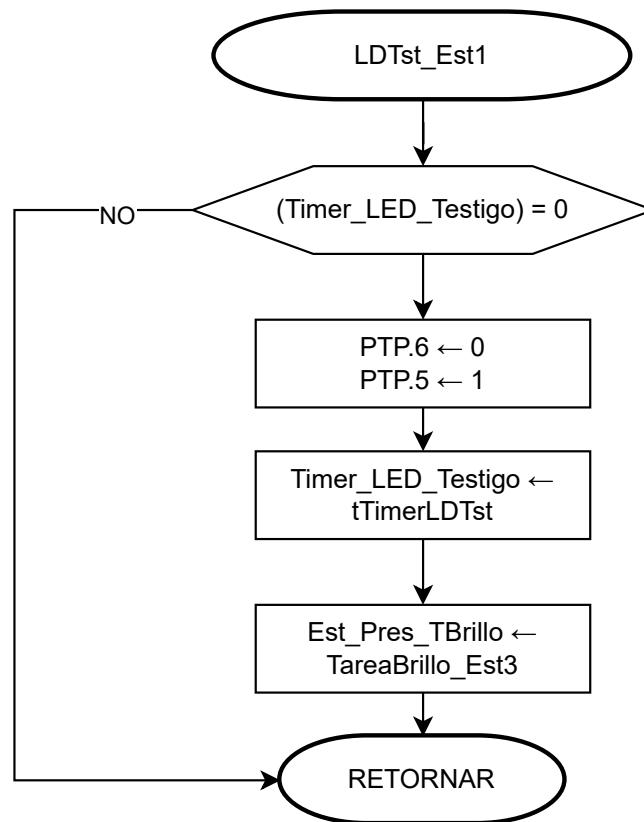 LDTst_Est1
(Timer_LED_Testigo) = 0
NO
PTP.6 ← 0
PTP.5 ← 1
Timer_LED_Testigo ←
tTimerLDTst
Est_Pres_TBrillo ←
TareaBrillo_Est3
RETORNAR